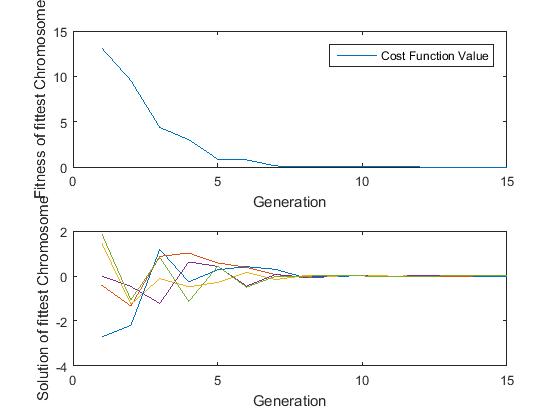 Fitness of fittest Chromosome
15
10
5
0
Cost Function Value
0 5 10 15
Generation
Solution of fittest Chromosome
2
0
-2
-4
0 5 10 15
Generation